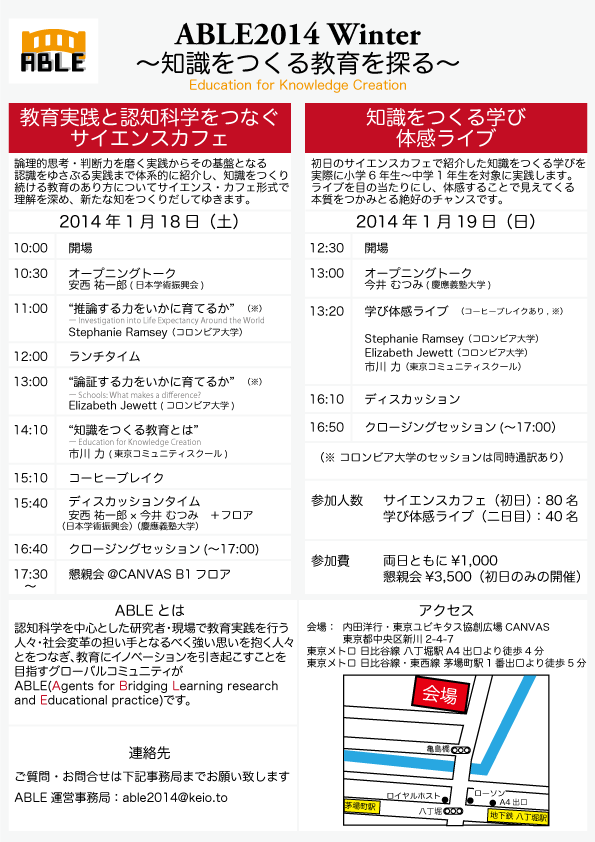 ABLE
ABLE2014 Winter
～知識をつくる教育を探る～
Education for Knowledge Creation
教育実践と認知科学をつなぐ
サイエンスカフェ
論理的思考・判断力を磨く実践からその基盤となる
認識をゆさぶる実践まで体系的に紹介し、知識をつくり
続ける教育のあり方についてサイエンス・カフェ形式で
理解を深め、新たな知をつくりだしてゆきます。
2014 年 1 月 18 日（土）
10:00 開場
10:30 オープニングトーク
安西 祐一郎 ( 日本学術振興会 )
11:00 “推論する力をいかに育てるか” （※）
― Investigation into Life Expectancy Around the World
Stephanie Ramsey（コロンビア大学）
12:00 ランチタイム
13:00 “論証する力をいかに育てるか” （※）
― Schools: What makes a difference?
Elizabeth Jewett ( コロンビア大学 )
14:10 “知識をつくる教育とは”
― Education for Knowledge Creation
市川 力 ( 東京コミュニティスクール )
15:10 コーヒーブレイク
15:40 ディスカッションタイム
安西 祐一郎 × 今井 むつみ ＋フロア
（日本学術振興会）（慶應義塾大学）
16:40 クロージングセッション (～17:00)
17:30 懇親会 @CANVAS B1 フロア
～
知識をつくる学び
体感ライブ
初日のサイエンスカフェで紹介した知識をつくる学びを
実際に小学 6 年生～中学 1 年生を対象に実践します。
ライブを目の当たりにし、体感することで見えてくる
本質をつかみとる絶好のチャンスです。
2014 年 1 月 19 日（日）
12:30 開場
13:00 オープニングトーク
今井 むつみ ( 慶應義塾大学 )
13:20 学び体感ライブ （コーヒーブレイクあり , ※）
Stephanie Ramsey（コロンビア大学）
Elizabeth Jewett（コロンビア大学）
市川 力（東京コミュニティスクール）
16:10 ディスカッション
16:50 クロージングセッション (～17:00)
（※ コロンビア大学のセッションは同時通訳あり）
参加人数 サイエンスカフェ（初日）：80 名
学び体感ライブ（二日目）：40 名
参加費 両日ともに ¥1,000
懇親会 ¥3,500（初日のみの開催）
ABLE とは
認知科学を中心とした研究者・現場で教育実践を行う
人々・社会変革の担い手となるべく強い思いを抱く人々
とをつなぎ、教育にイノベーションを引き起こすことを
目指すグローバルコミュニティが
ABLE(Agents for Bridging Learning research
and Educational practice)です。
連絡先
ご質問・お問合せは下記事務局までお願い致します
ABLE 運営事務局：able2014@keio.to
アクセス
会場： 内田洋行・東京ユビキタス協創広場 CANVAS
東京都中央区新川 2-4-7
東京メトロ 日比谷線 八丁堀駅 A4 出口より徒歩 4 分
東京メトロ 日比谷線・東西線 茅場町駅 1 番出口より徒歩 5 分
会場
亀島橋
ロイヤルホスト
ローソン
A4 出口
茅場町駅
八丁堀
地下鉄 八丁堀駅